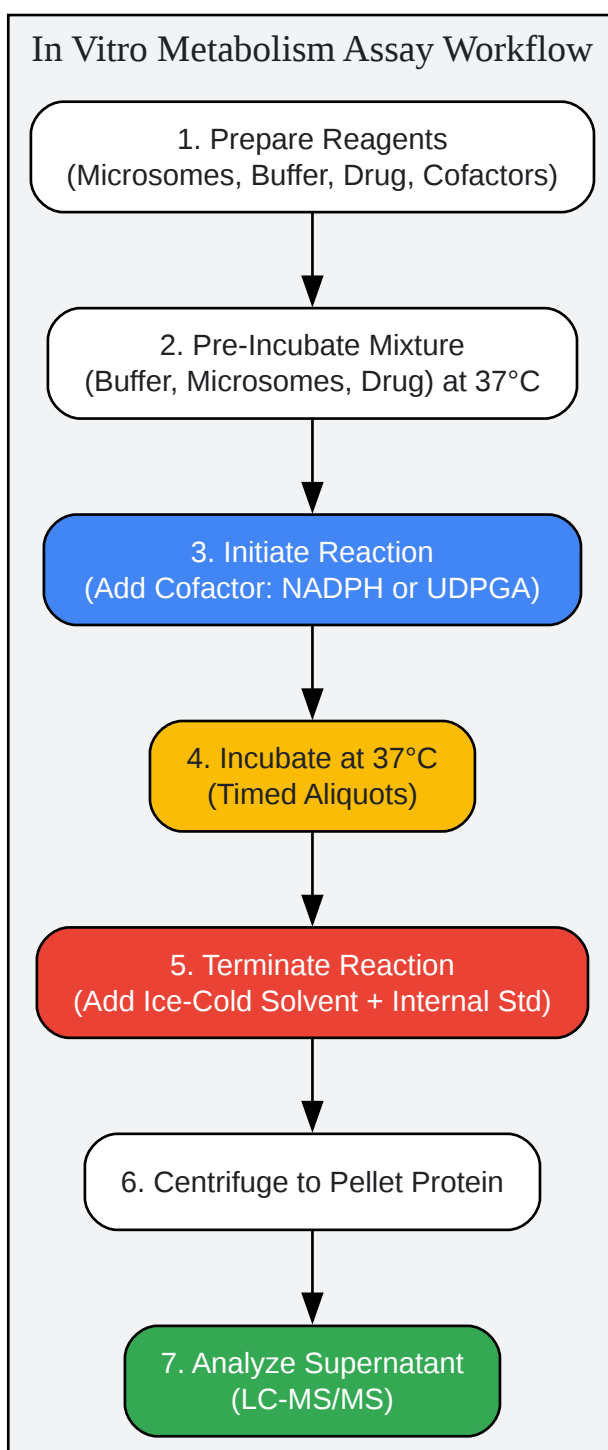 In Vitro Metabolism Assay Workflow
1. Prepare Reagents
(Microsomes, Buffer, Drug, Cofactors)
2. Pre-Incubate Mixture
(Buffer, Microsomes, Drug) at 37°C
3. Initiate Reaction
(Add Cofactor: NADPH or UDPGA)
4. Incubate at 37°C
(Timed Aliquots)
5. Terminate Reaction
(Add Ice-Cold Solvent + Internal Std)
6. Centrifuge to Pellet Protein
7. Analyze Supernatant
(LC-MS/MS)